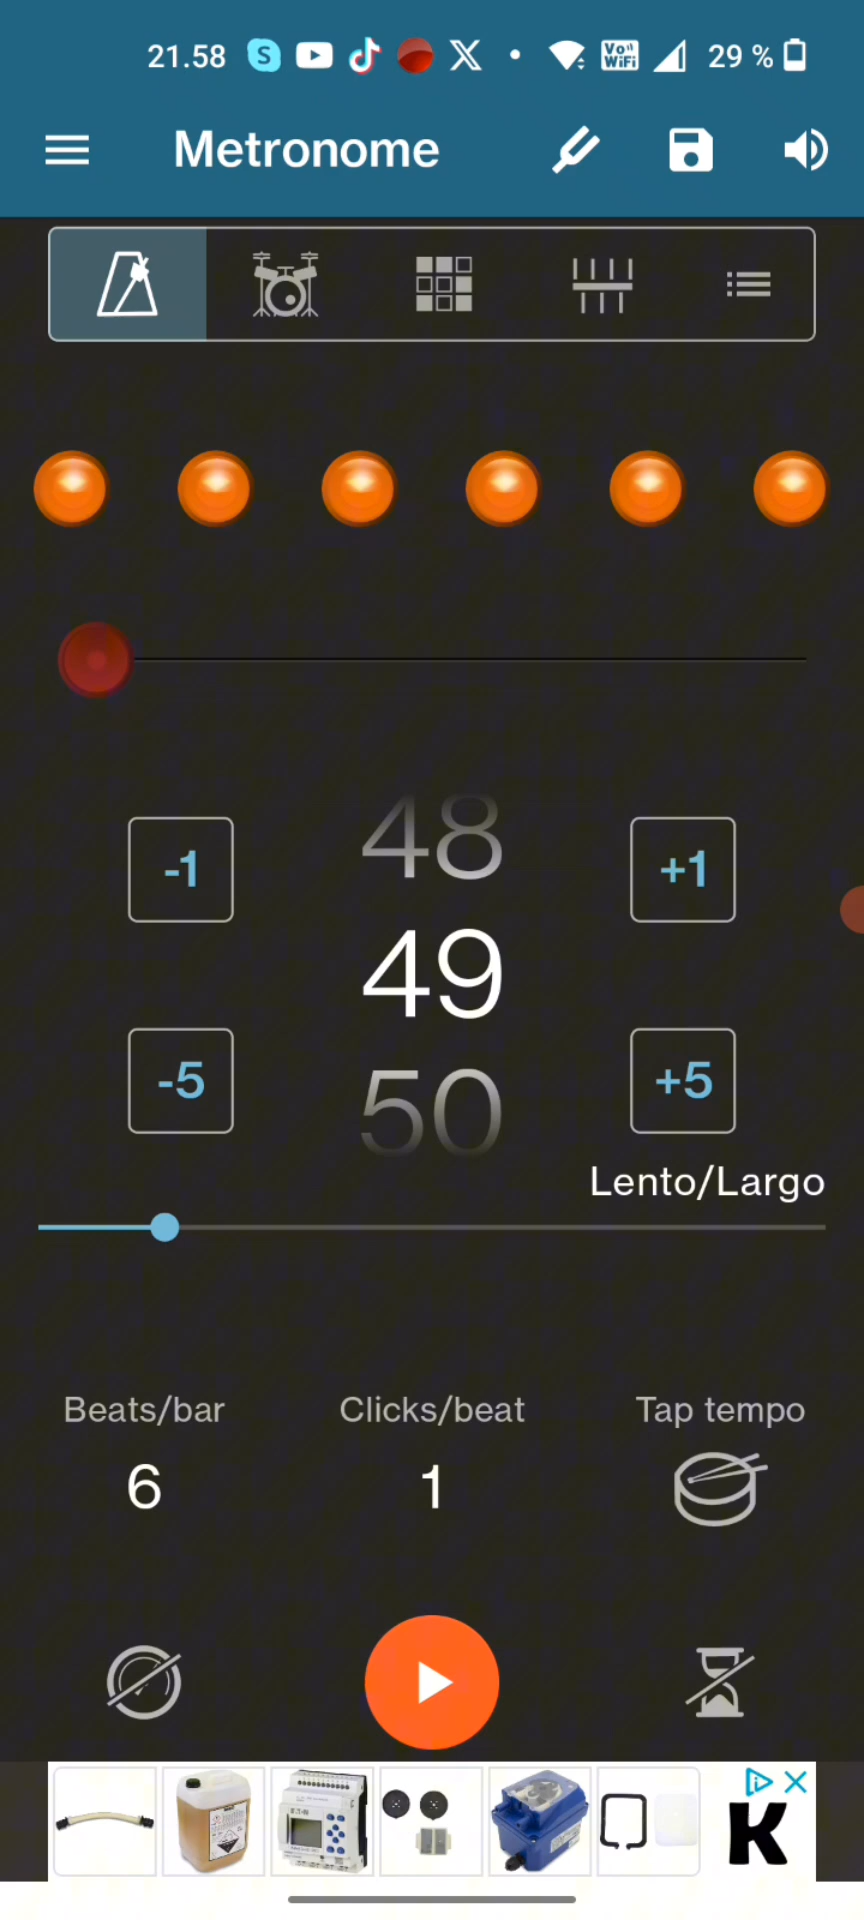 21.58 29 %
Metronome
48
-1 +1
49
-5 +5
50
Lento/Largo
Beats/bar Clicks/beat Tap tempo
6 1
K